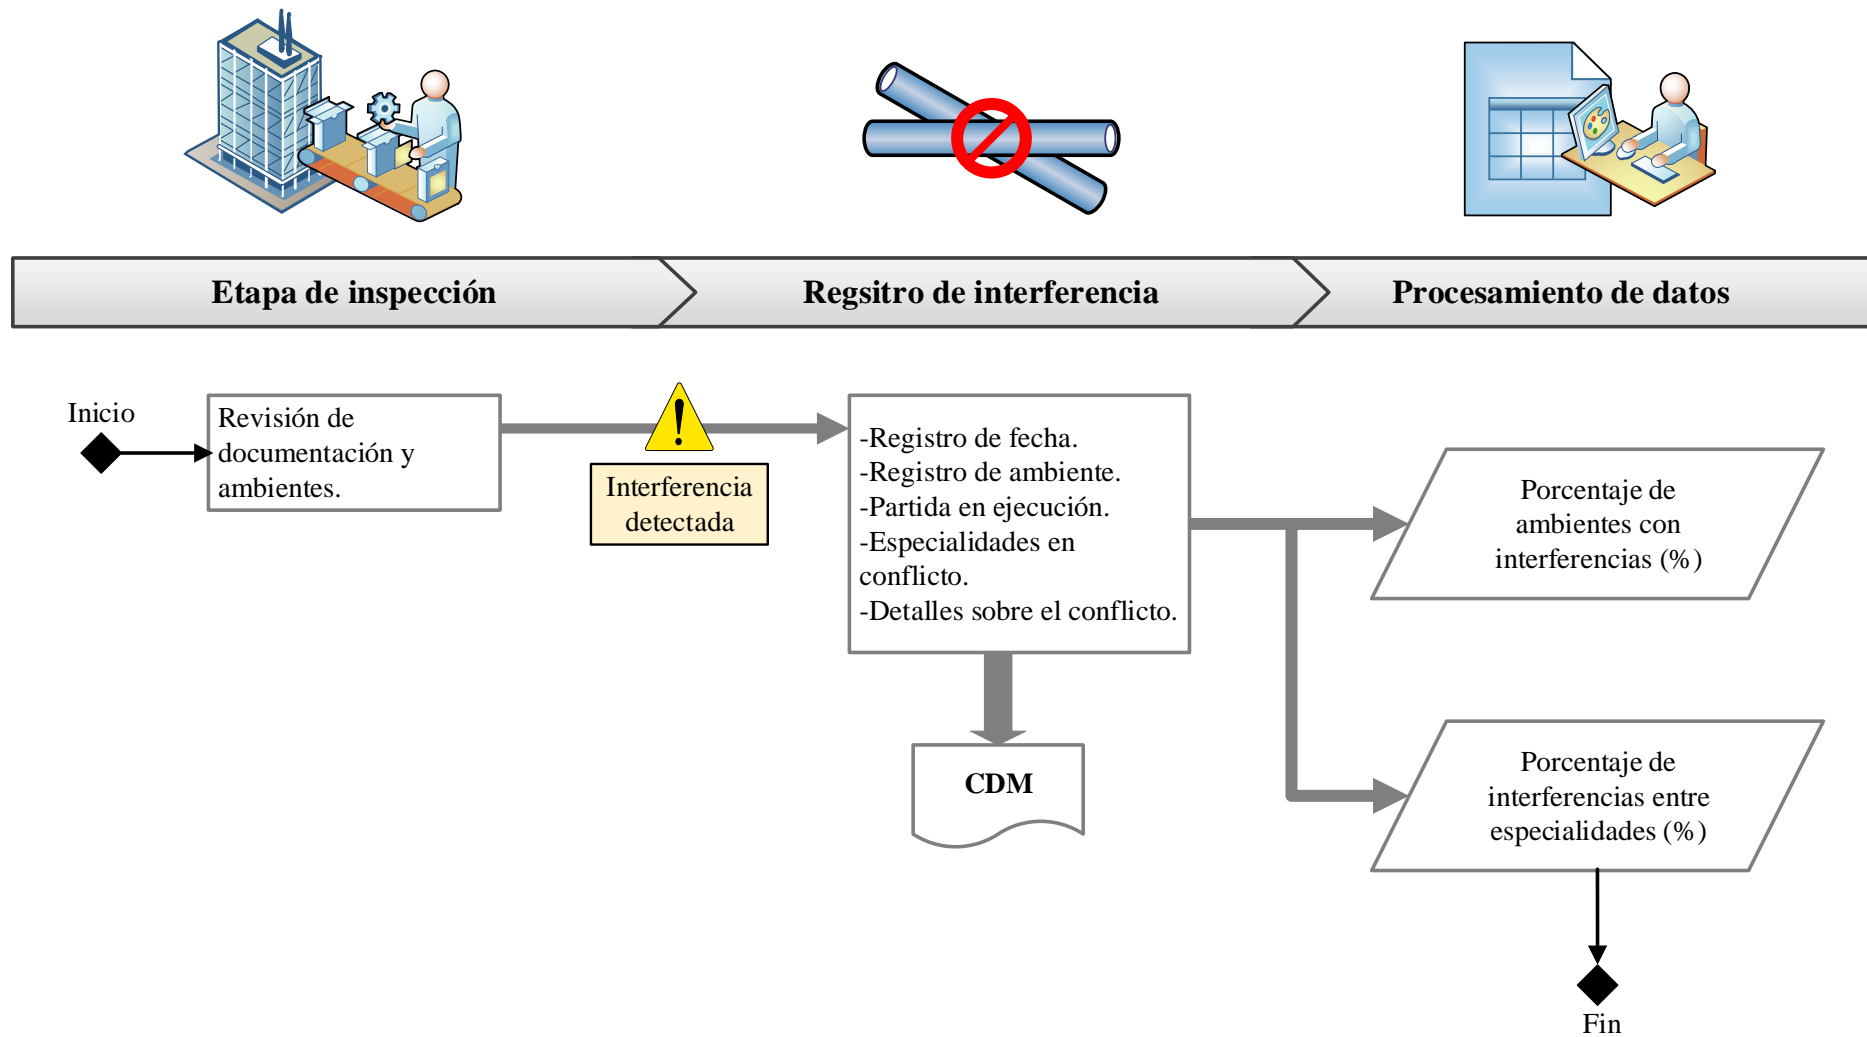 Etapa de inspección
Regsitro de interferencia
Procesamiento de datos
Inicio
Revisión de
documentación y
ambientes.
Interferencia
detectada
-Registro de fecha.
-Registro de ambiente.
-Partida en ejecución.
-Especialidades en
conflicto.
-Detalles sobre el conflicto.
CDM
Porcentaje de
ambientes con
interferencias (%)
Porcentaje de
interferencias entre
especialidades (%)
Fin